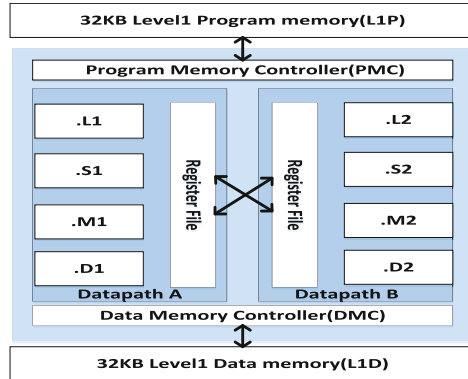 32KB Level1 Program memory(L1P)
Program Memory Controller(PMC)
.L1
.S1
.M1
.D1
Register File
Datapath A
Register File
.L2
.S2
.M2
.D2
Datapath B
Data Memory Controller(DMC)
32KB Level1 Data memory(L1D)